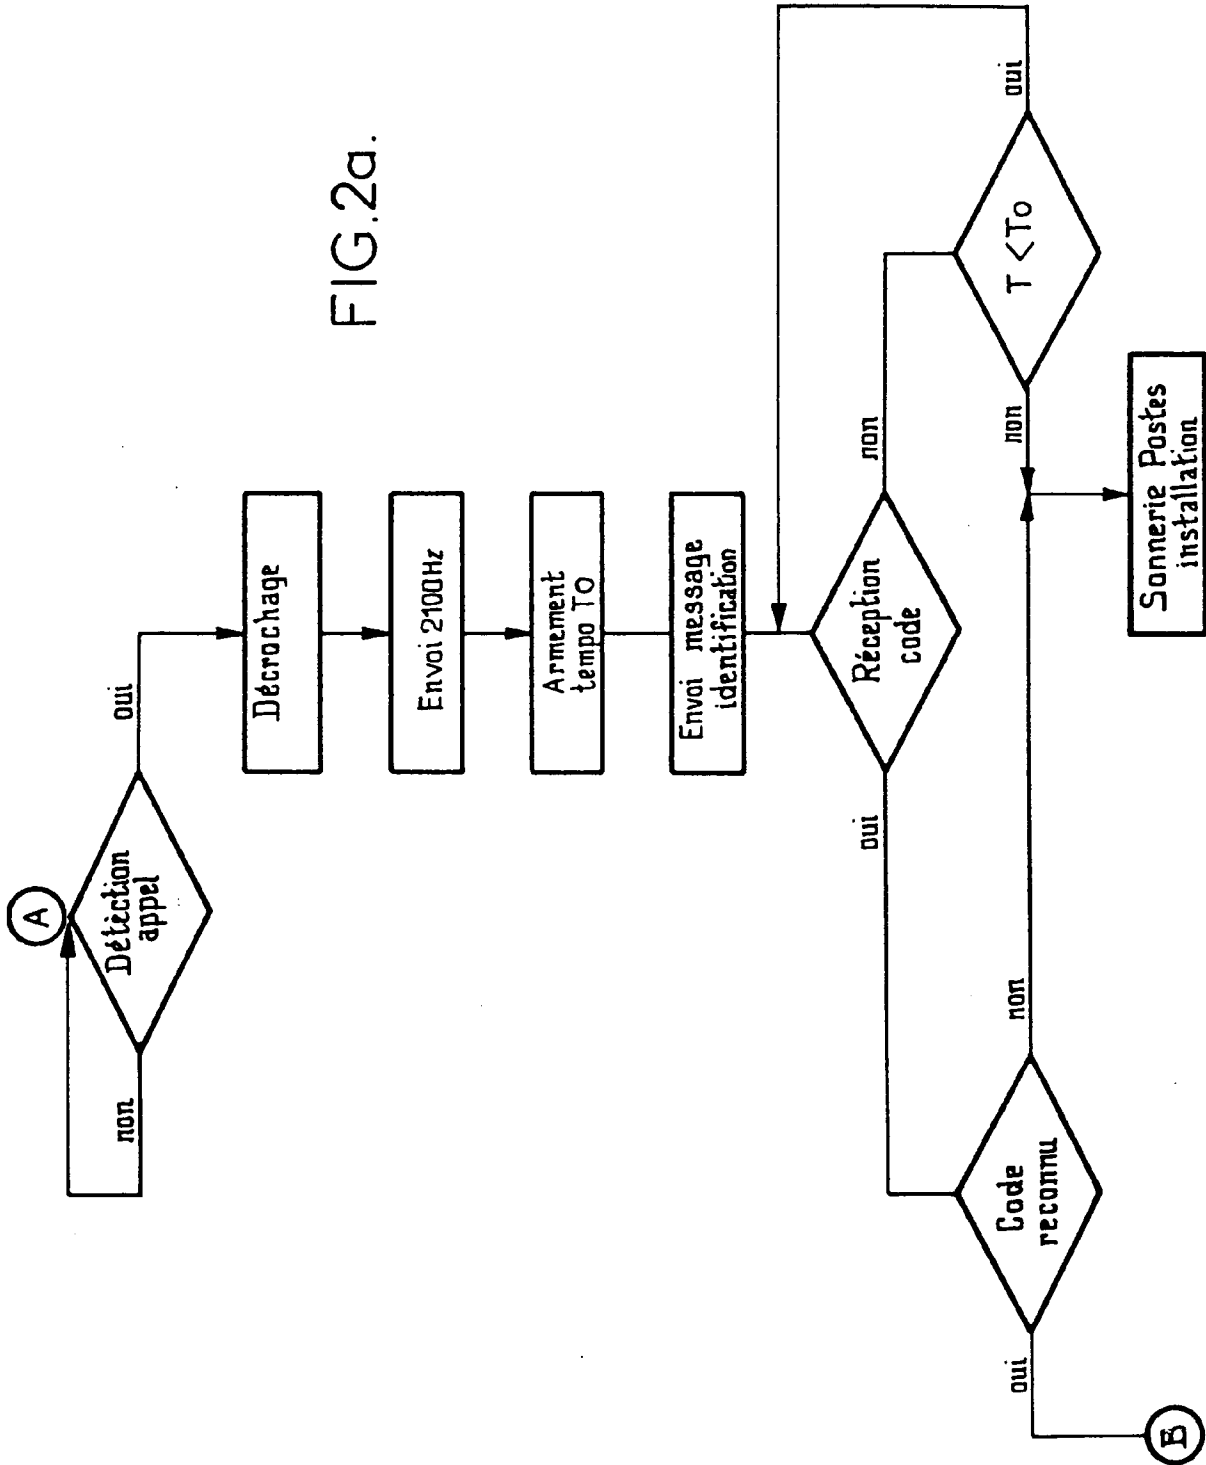 FIG.2a.
A
Détéction
appel
non
oui
Décrochage
Envoi 2100Hz
Armement
tempo TO
Envoi message
identification
Réception
code
oui
non
Code
reconnu
oui
non
T < To
non
oui
Sonnerie Postes
installation
B